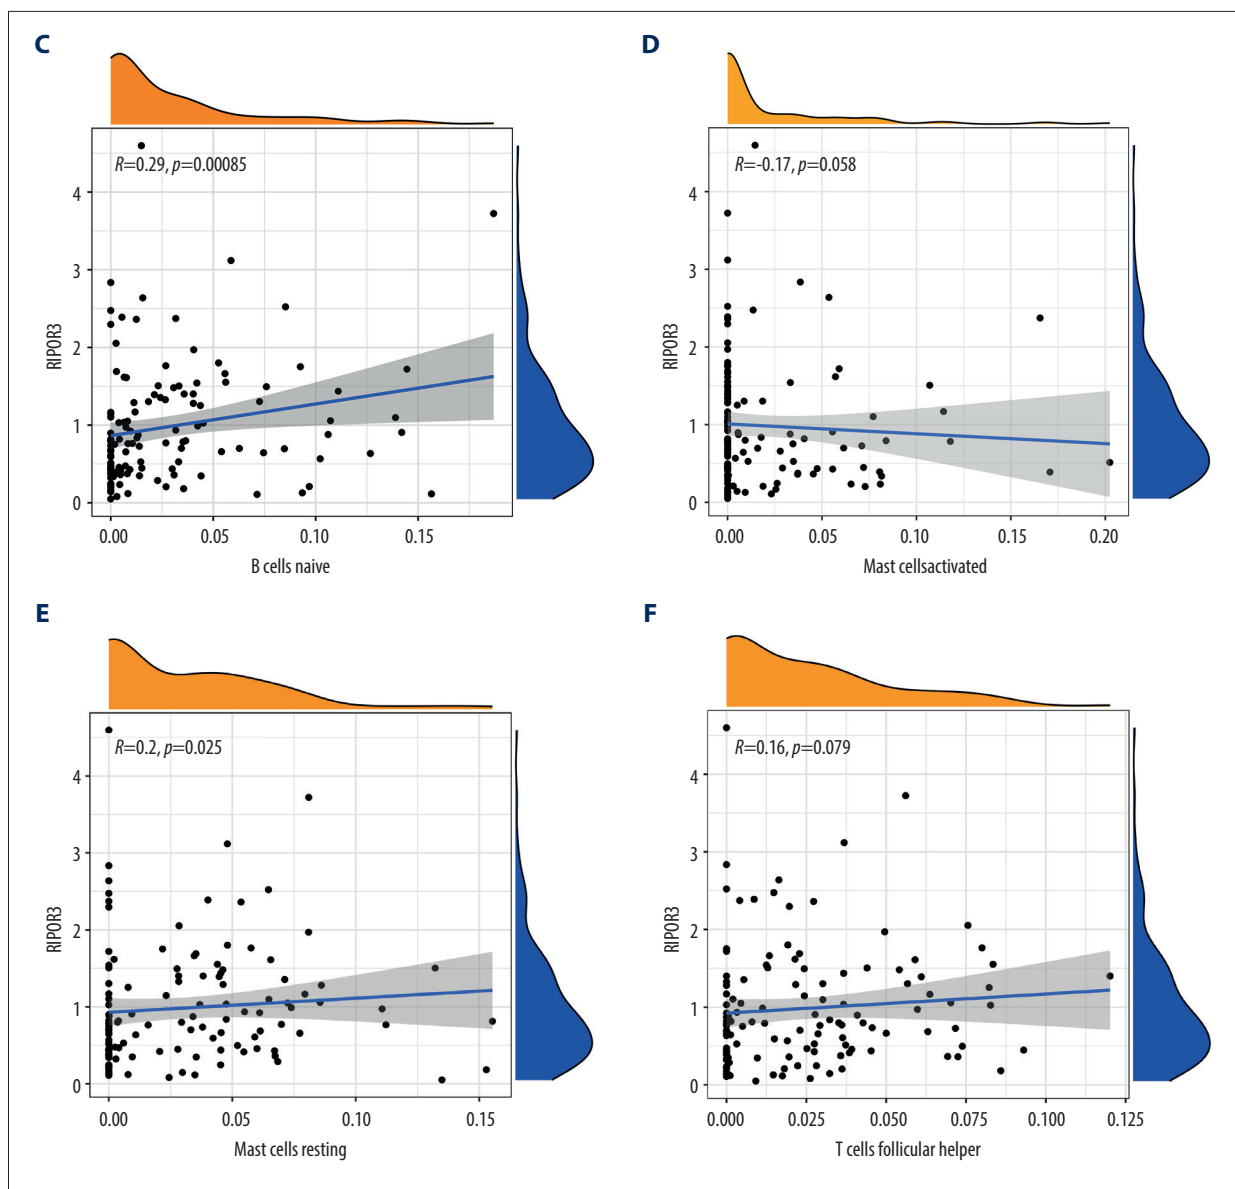 C
R=0.29, p=0.00085
4
3
2
1
0
RIPOR3
0.00 0.05 0.10 0.15
B cells naive
D
R=-0.17, p=0.058
4
3
2
1
0
RIPOR3
0.00 0.05 0.10 0.15 0.20
Mast cellsactivated
E
R=0.2, p=0.025
4
3
2
1
0
RIPOR3
0.00 0.05 0.10 0.15
Mast cells resting
F
R=0.16, p=0.079
4
3
2
1
0
RIPOR3
0.000 0.025 0.050 0.075 0.100 0.125
T cells follicular helper